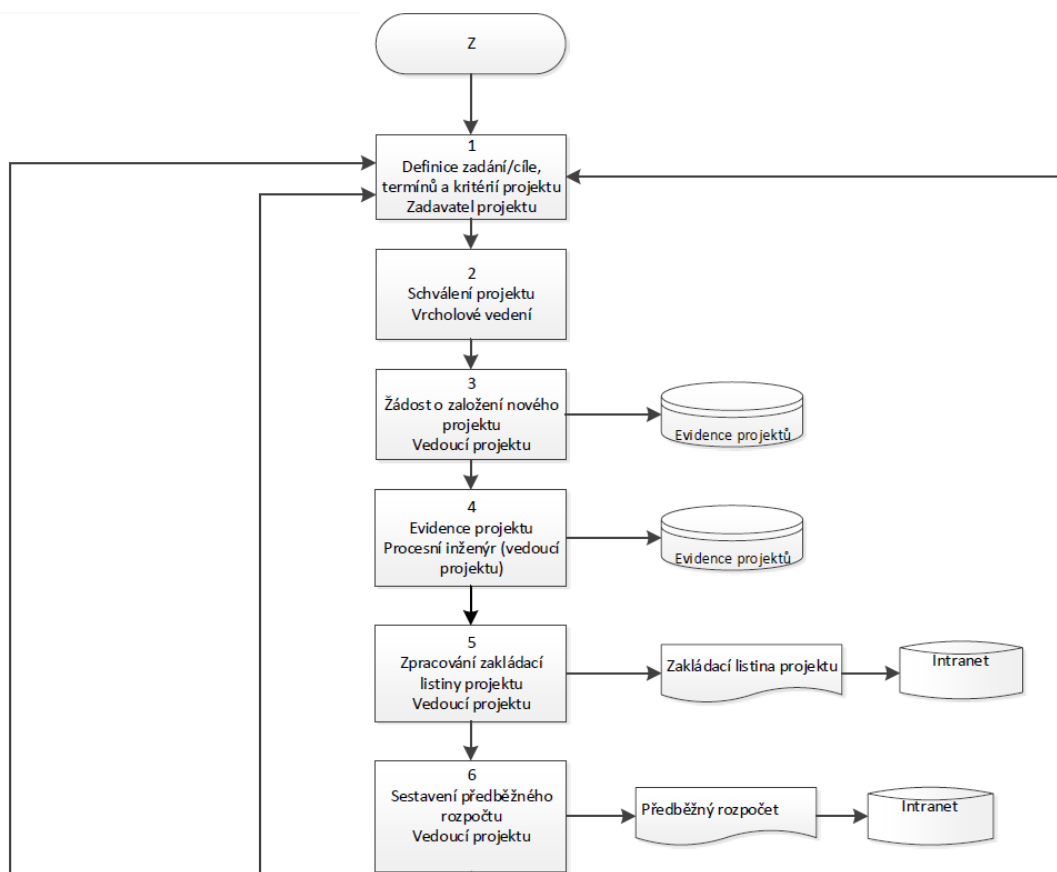 Z
1
Definice zadání/cíle,
termínů a kritérií projektu
Zadavatel projektu
2
Schválení projektu
Vrcholové vedení
3
Žádost o založení nového
projektu
Vedoucí projektu
Evidence projektů
4
Evidence projektu
Procesní inženýr (vedoucí
projektu)
Evidence projektů
5
Zpracování zakládací
listiny projektu
Vedoucí projektu
Zakládací listina projektu
Intranet
6
Sestavení předběžného
rozpočtu
Vedoucí projektu
Předběžný rozpočet
Intranet